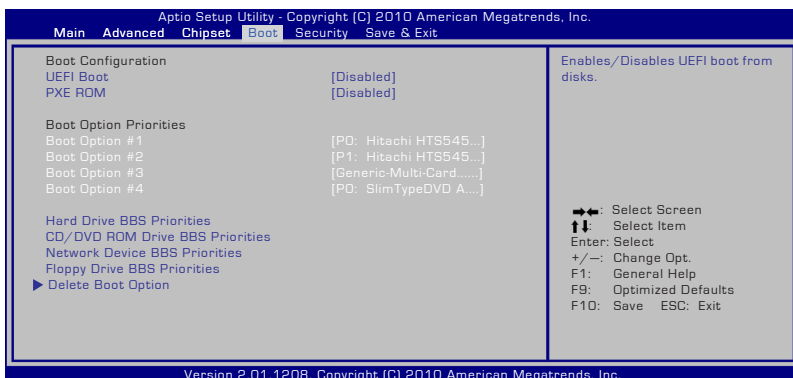 Aptio Setup Utility - Copyright (C) 2010 American Megatrends, Inc.
Main Advanced Chipset Boot Security Save & Exit
Boot Configuration
UEFI Boot [Disabled]
PXE ROM [Disabled]
Boot Option Priorities
Boot Option #1 [P0: Hitachi HTS545...]
Boot Option #2 [P1: Hitachi HTS545...]
Boot Option #3 [Generic-Multi-Card......]
Boot Option #4 [P0: SlimTypeDVD A....]
Hard Drive BBS Priorities
CD/DVD ROM Drive BBS Priorities
Network Device BBS Priorities
Floppy Drive BBS Priorities
Delete Boot Option
Enables/Disables UEFI boot from
disks.
: Select Screen
: Select Item
Enter: Select
+/—: Change Opt.
F1: General Help
F9: Optimized Defaults
F10: Save ESC: Exit
Version 2.01.1208. Copyright (C) 2010 American Megatrends, Inc.